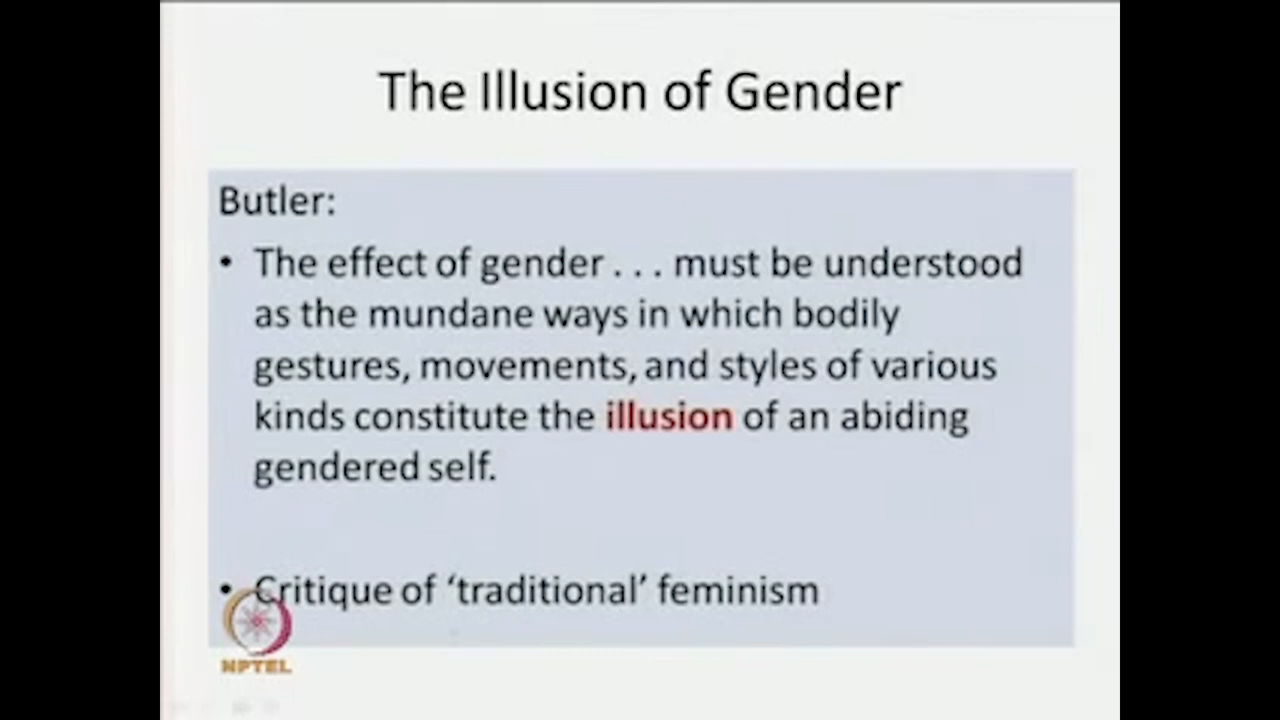 The Illusion of Gender
Butler:
• The effect of gender . . . must be understood
as the mundane ways in which bodily
gestures, movements, and styles of various
kinds constitute the illusion of an abiding
gendered self.
• Critique of ‘traditional’ feminism
NPTEL